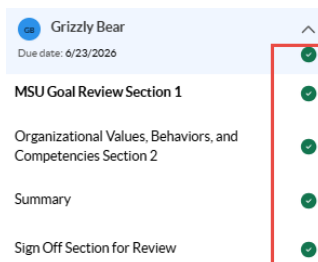 GB Grizzly Bear
Due date: 6/23/2026
MSU Goal Review Section 1
Organizational Values, Behaviors, and
Competencies Section 2
Summary
Sign Off Section for Review